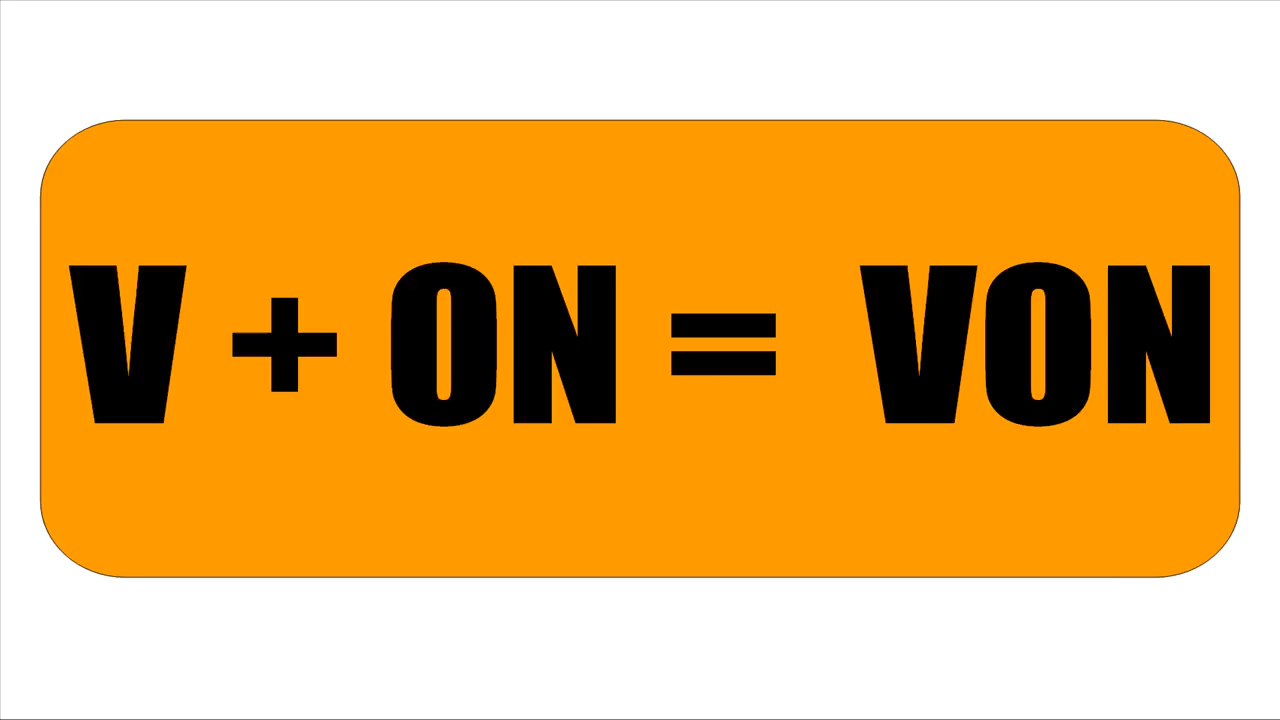 V + ON = VON